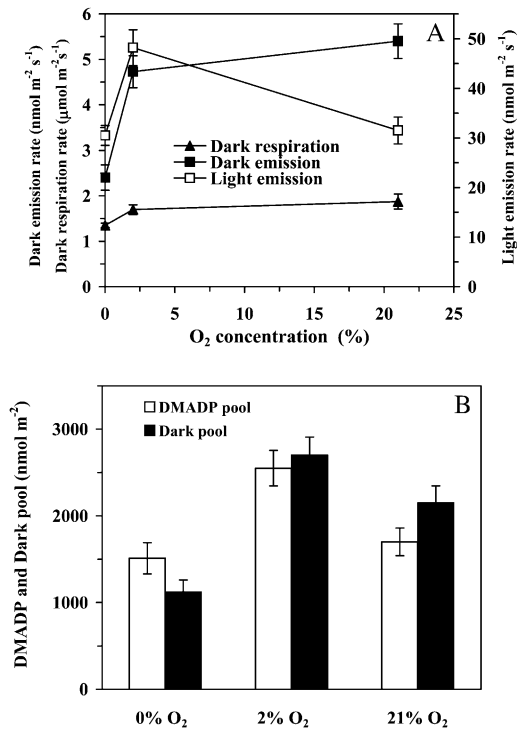 A
6
5
4
3
2
1
0
50
40
30
20
10
0
Dark emission rate (nmol m-2 s-1)
Dark respiration rate (μmol m-2s-1)
Light emission rate (nmol m-2 s-1)
Dark respiration
Dark emission
Light emission
0 5 10 15 20 25
O2 concentration (%)
B
DMADP pool
Dark pool
3000
2000
1000
0
DMADP and Dark pool (nmol m-2)
0% O2 2% O2 21% O2